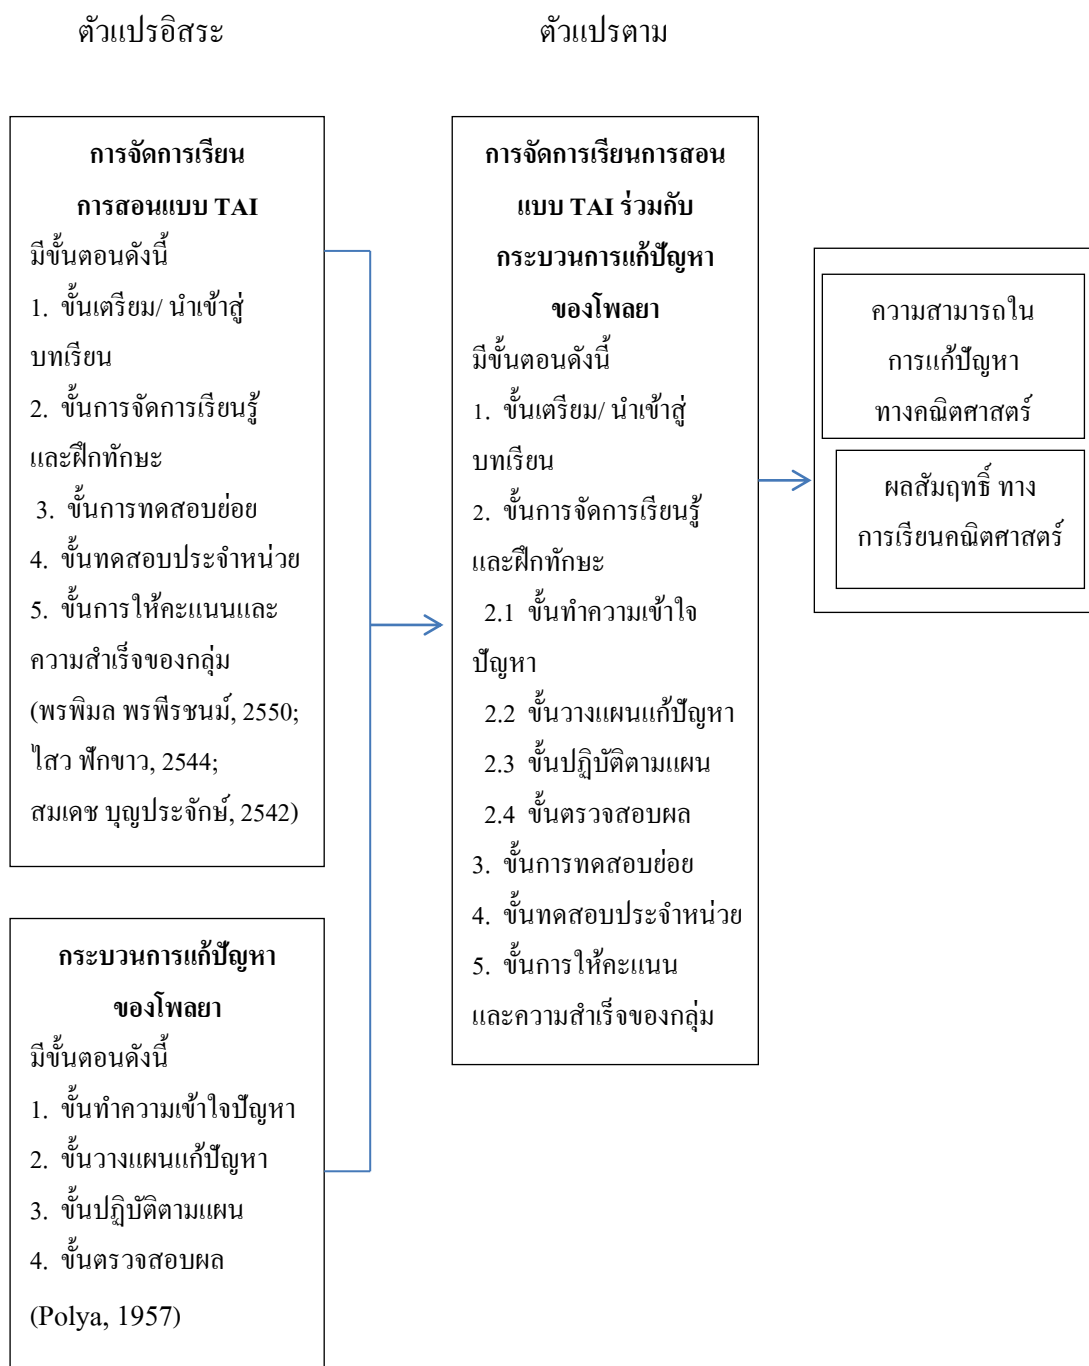 ตัวแปรอิสระ
ตัวแปรตาม
การจัดการเรียน
การสอนแบบ TAI
มีขั้นตอนดังนี้
1. ขั้นเตรียม/ นำเข้าสู่
บทเรียน
2. ขั้นการจัดการเรียนรู้
และฝึกทักษะ
3. ขั้นการทดสอบย่อย
4. ขั้นทดสอบประจำหน่วย
5. ขั้นการให้คะแนนและ
ความสำเร็จของกลุ่ม
(พรพิมล พรพีรชนม์, 2550;
ไสว ฟักขาว, 2544;
สมเดช บุญประจักษ์, 2542)
กระบวนการแก้ปัญหา
ของโพลยา
มีขั้นตอนดังนี้
1. ขั้นทำความเข้าใจปัญหา
2. ขั้นวางแผนแก้ปัญหา
3. ขั้นปฏิบัติตามแผน
4. ขั้นตรวจสอบผล
(Polya, 1957)
การจัดการเรียนการสอน
แบบ TAI ร่วมกับ
กระบวนการแก้ปัญหา
ของโพลยา
มีขั้นตอนดังนี้
1. ขั้นเตรียม/ นำเข้าสู่
บทเรียน
2. ขั้นการจัดการเรียนรู้
และฝึกทักษะ
2.1 ขั้นทำความเข้าใจ
ปัญหา
2.2 ขั้นวางแผนแก้ปัญหา
2.3 ขั้นปฏิบัติตามแผน
2.4 ขั้นตรวจสอบผล
3. ขั้นการทดสอบย่อย
4. ขั้นทดสอบประจำหน่วย
5. ขั้นการให้คะแนน
และความสำเร็จของกลุ่ม
ความสามารถใน
การแก้ปัญหา
ทางคณิตศาสตร์
ผลสัมฤทธิ์ ทาง
การเรียนคณิตศาสตร์